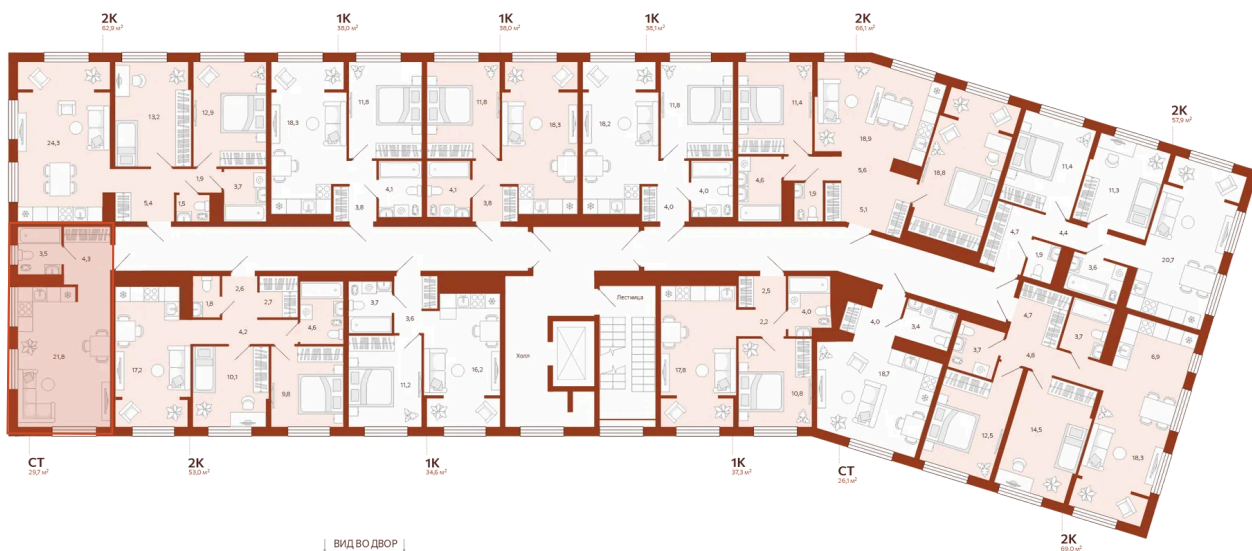 2К
62,9 м²
1К
38,0 м²
1К
38,0 м²
1К
38,1 м²
2К
66,1 м²
2К
57,9 м²
24,3
13,2
12,9
18,3
11,8
11,8
18,3
18,2
11,8
11,4
18,9
18,8
11,4
11,3
20,7
5,4
1,9
1,5
3,7
3,8
4,1
4,1
3,8
4,0
4,0
4,6
1,9
5,6
5,1
4,7
4,4
1,9
3,6
3,5
4,3
21,8
1,8
2,6
2,7
4,2
4,6
17,2
10,1
9,8
3,7
3,6
11,2
16,2
Холл
Лестница
2,5
2,2
4,0
17,8
10,8
4,0
3,4
18,7
3,7
4,7
4,8
3,7
6,9
12,5
14,5
18,3
СТ
29,7 м²
2К
53,0 м²
1К
34,6 м²
1К
37,3 м²
СТ
26,1 м²
2К
69,0 м²
ВИД ВО ДВОР